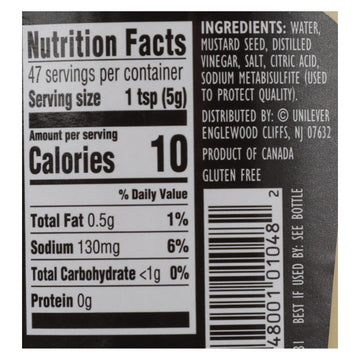 Nutrition Facts
47 servings per container
Serving size 1 tsp (5g)
Amount per serving
Calories 10
% Daily Value
Total Fat 0.5g 1%
Sodium 130mg 6%
Total Carbohydrate <1g 0%
Protein 0g
INGREDIENTS: WATER,
MUSTARD SEED, DISTILLED
VINEGAR, SALT, CITRIC ACID,
SODIUM METABISULFITE (USED
TO PROTECT QUALITY).
DISTRIBUTED BY: © UNILEVER
ENGLEWOOD CLIFFS, NJ 07632
PRODUCT OF CANADA
GLUTEN FREE
48001 01048 2
BEST IF USED BY: SEE BOTTLE